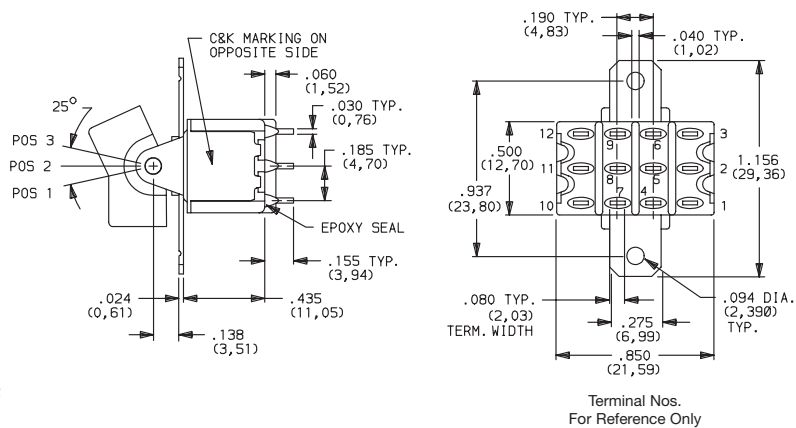 C&K MARKING ON
OPPOSITE SIDE
.060
(1,52)
.030 TYP.
(0,76)
25°
POS 3
POS 2
POS 1
.185 TYP.
(4,70)
EPOXY SEAL
.155 TYP.
(3,94)
.024
(0,61)
.435
(11,05)
.138
(3,51)
.190 TYP.
(4,83)
.040 TYP.
(1,02)
12
9
6
3
.500
(12,70)
11
8
5
2
1.156
(29,36)
.937
(23,80)
10
7
4
1
.080 TYP.
(2,03)
TERM. WIDTH
.275
(6,99)
.094 DIA.
(2,390)
TYP.
.850
(21,59)
Terminal Nos.
For Reference Only